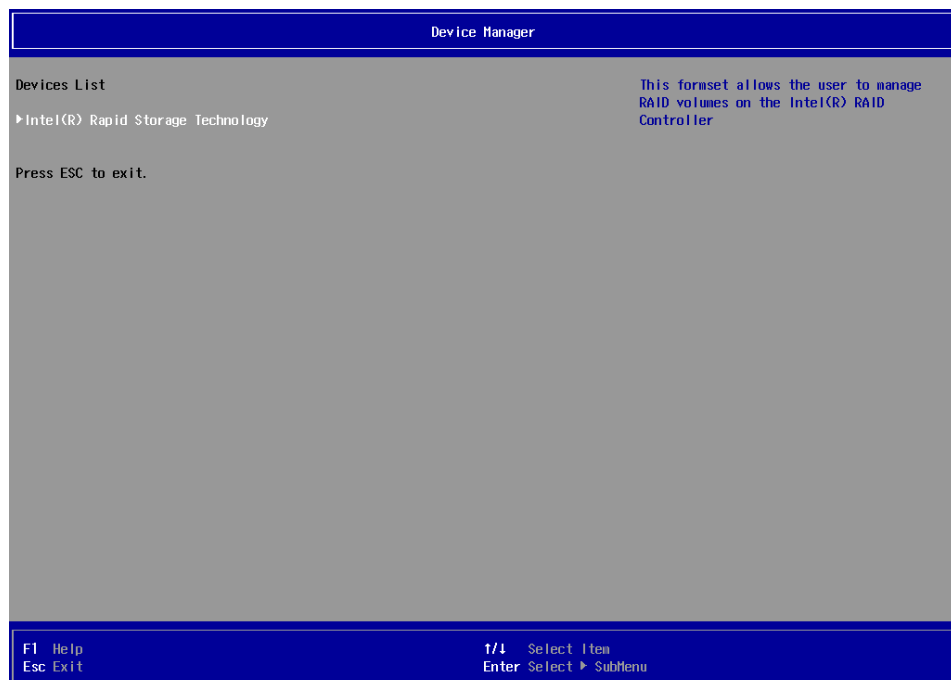 Device Manager
Devices List
▶Intel(R) Rapid Storage Technology
Press ESC to exit.
This formset allows the user to manage
RAID volumes on the Intel(R) RAID
Controller
F1 Help
Esc Exit
↑/↓ Select Item
Enter Select ▶ SubMenu